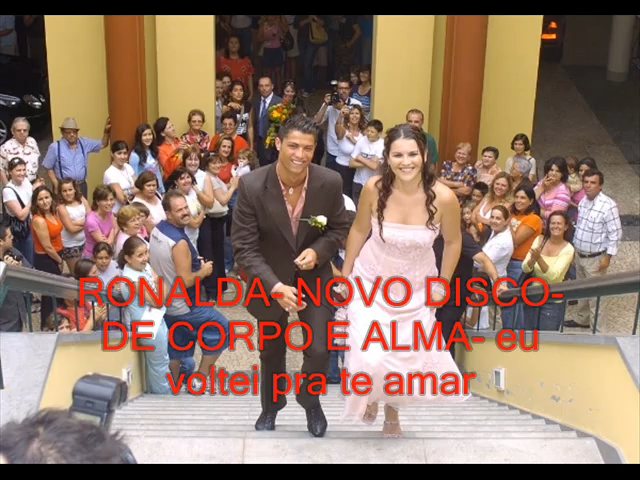 RONALDA- NOVO DISCO-
DE CORPO E ALMA- eu
voltei pra te amar